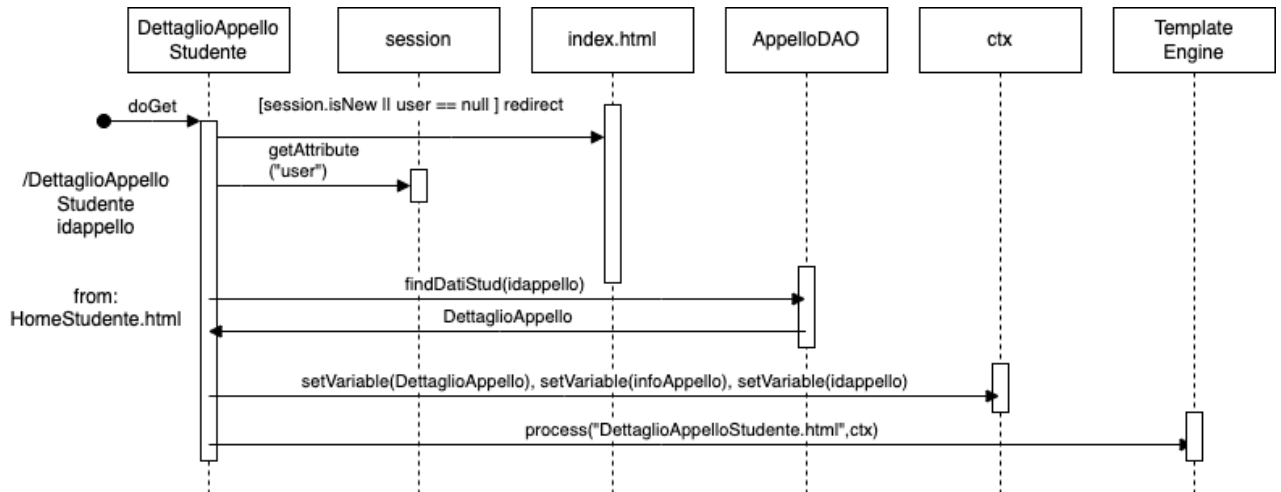 DettaglioAppello
Studente
session
index.html
AppelloDAO
ctx
Template
Engine
doGet
[session.isNew || user == null ] redirect
getAttribute
("user")
/DettaglioAppello
Studente
idappello
from:
HomeStudente.html
findDatiStud(idappello)
DettaglioAppello
setVariable(DettaglioAppello), setVariable(infoAppello), setVariable(idappello)
process("DettaglioAppelloStudente.html",ctx)